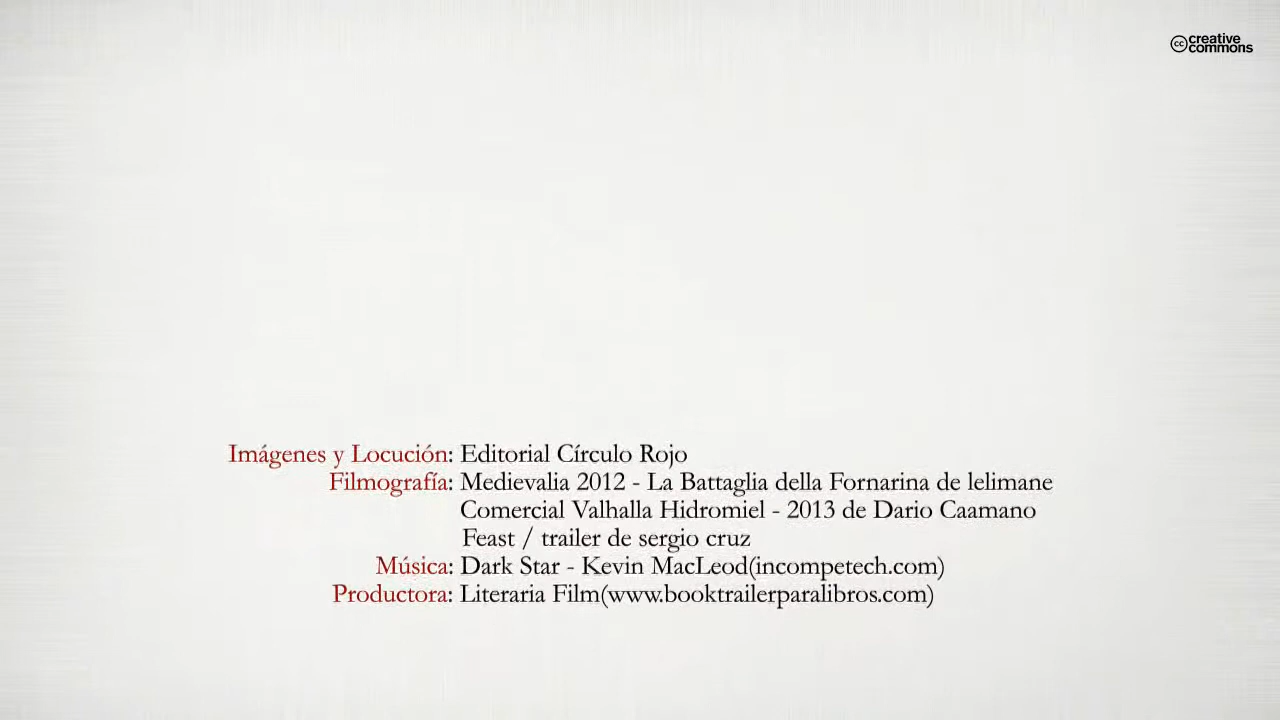 creative
commons
Imágenes y Locución: Editorial Círculo Rojo
Filmografía: Medievalia 2012 - La Battaglia della Fornarina de lelimane
Comercial Valhalla Hidromiel - 2013 de Dario Caamano
Feast / trailer de sergio cruz
Música: Dark Star - Kevin MacLeod(incompetech.com)
Productora: Literaria Film(www.booktrailerparalibros.com)